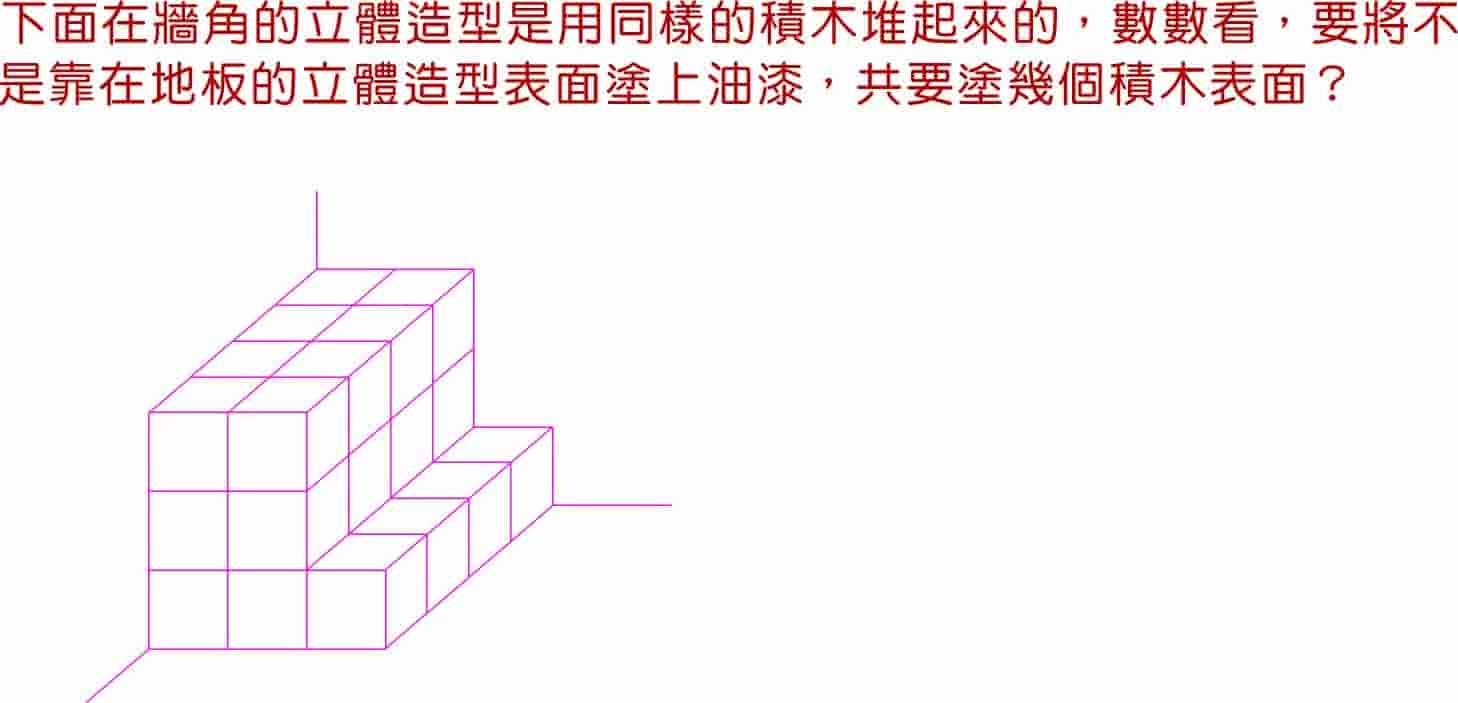 下面在牆角的立體造型是用同樣的積木堆起來的，數數看，要將不
是靠在地板的立體造型表面塗上油漆，共要塗幾個積木表面？